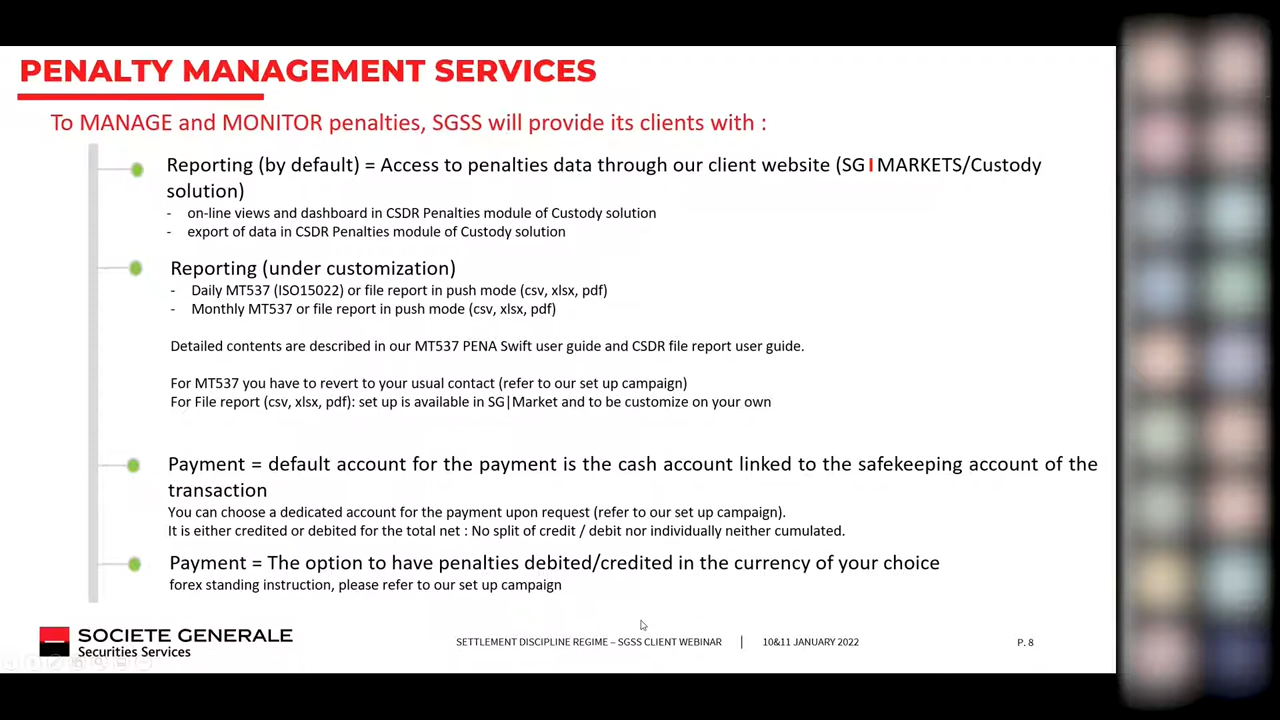 PENALTY MANAGEMENT SERVICES
To MANAGE and MONITOR penalties, SGSS will provide its clients with :
Reporting (by default) = Access to penalties data through our client website (SG|MARKETS/Custody
solution)
- on-line views and dashboard in CSDR Penalties module of Custody solution
- export of data in CSDR Penalties module of Custody solution
Reporting (under customization)
- Daily MT537 (ISO15022) or file report in push mode (csv, xlsx, pdf)
- Monthly MT537 or file report in push mode (csv, xlsx, pdf)
Detailed contents are described in our MT537 PENA Swift user guide and CSDR file report user guide.
For MT537 you have to revert to your usual contact (refer to our set up campaign)
For File report (csv, xlsx, pdf): set up is available in SG|Market and to be customize on your own
Payment = default account for the payment is the cash account linked to the safekeeping account of the
transaction
You can choose a dedicated account for the payment upon request (refer to our set up campaign).
It is either credited or debited for the total net : No split of credit / debit nor individually neither cumulated.
Payment = The option to have penalties debited/credited in the currency of your choice
forex standing instruction, please refer to our set up campaign
SOCIETE GENERALE
Securities Services
SETTLEMENT DISCIPLINE REGIME – SGSS CLIENT WEBINAR | 10&11 JANUARY 2022 P. 8